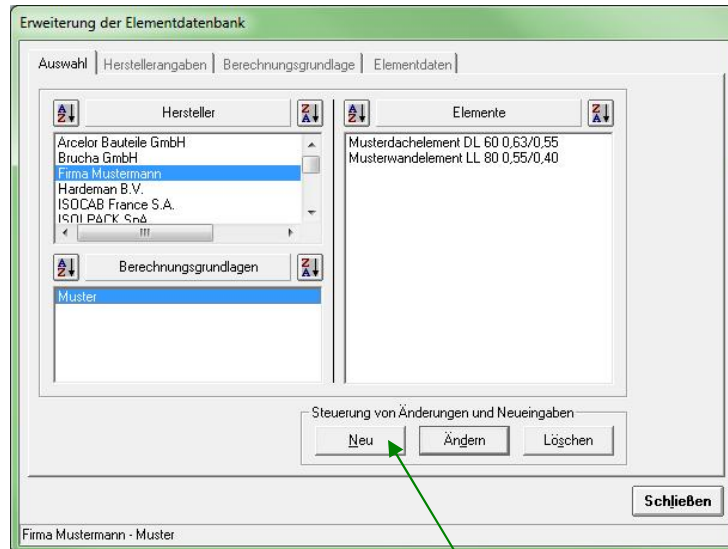 Erweiterung der Elementdatenbank
Auswahl Herstellerangaben Berechnungsgrundlage Elementdaten
Hersteller
Arcelor Bauteile GmbH
Brucha GmbH
Firma Mustermann
Hardeman B.V.
ISOCAB France S.A.
ISOLPACK SpA
Berechnungsgrundlagen
Muster
Elemente
Musterdachelement DL 60 0,63/0,55
Musterwandelement LL 80 0,55/0,40
Steuerung von Änderungen und Neueingaben
Neu Ändern Löschen
Schließen
Firma Mustermann - Muster